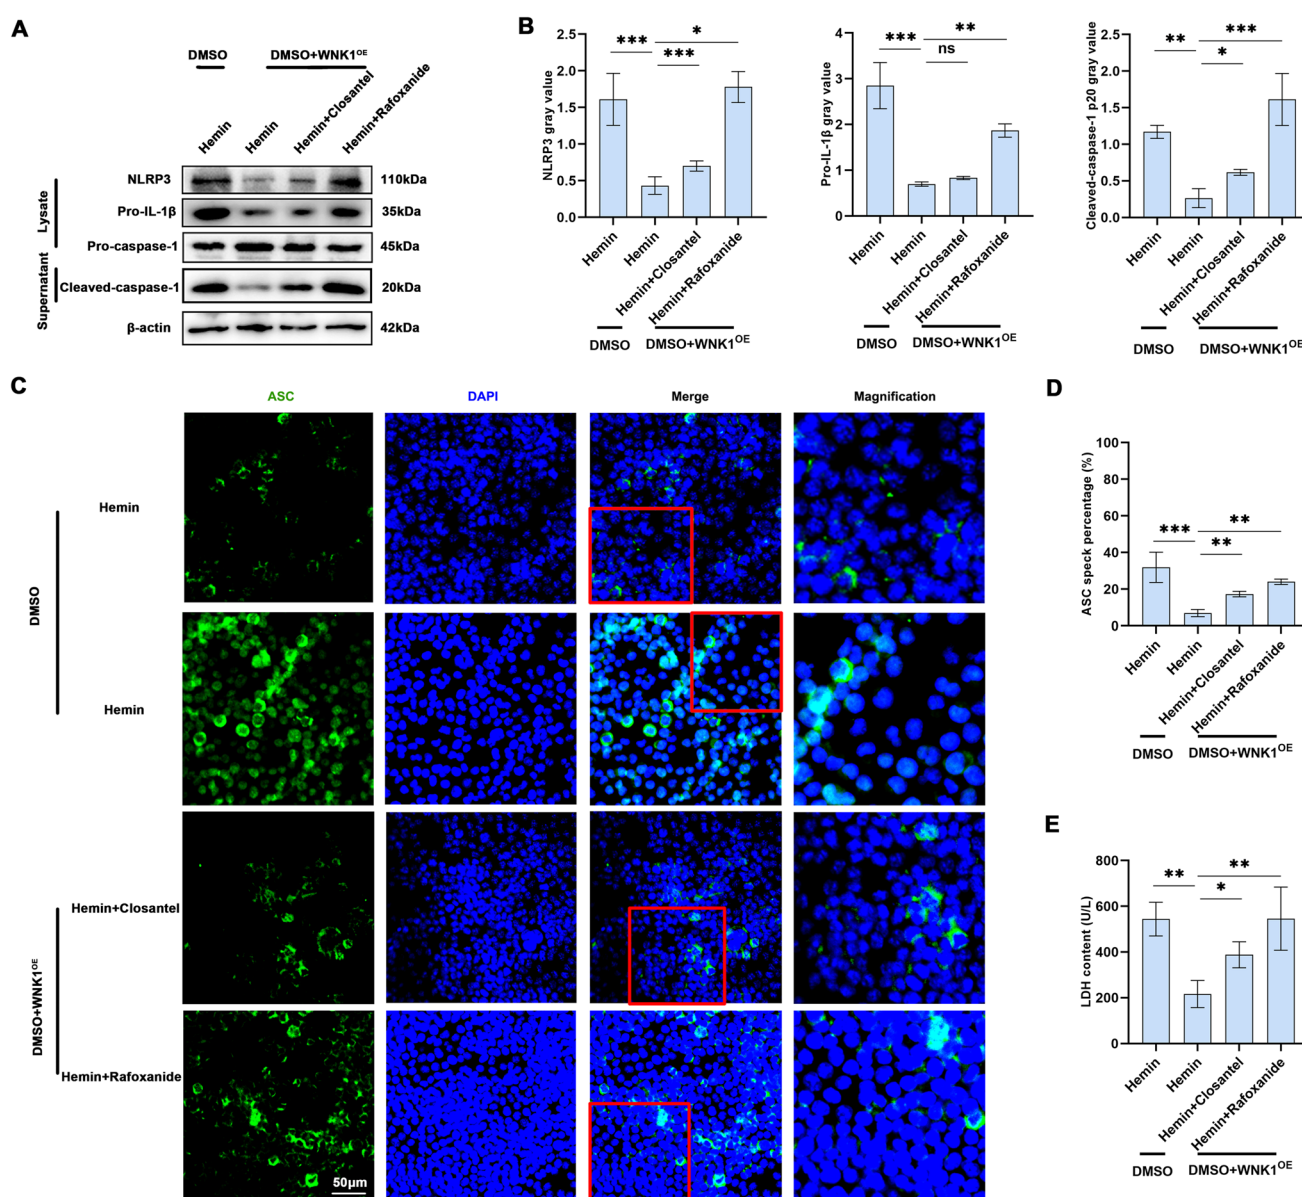 A
DMSO
DMSO+WNK1OE
Hemin
Hemin
Hemin+Closantel
Hemin+Rafoxanide
Lysate
Supernatant
NLRP3
110kDa
Pro-IL-1β
35kDa
Pro-caspase-1
45kDa
Cleaved-caspase-1
20kDa
β-actin
42kDa
B
NLRP3 gray value
2.5
2.0
1.5
1.0
0.5
0.0
***
***
*
Hemin
Hemin
Hemin+Closantel
Hemin+Rafoxanide
DMSO
DMSO+WNK1OE
Pro-IL-1β gray value
4
3
2
1
0
***
ns
**
Hemin
Hemin
Hemin+Closantel
Hemin+Rafoxanide
DMSO
DMSO+WNK1OE
Cleaved-caspase-1 p20 gray value
2.5
2.0
1.5
1.0
0.5
0.0
**
*
***
Hemin
Hemin
Hemin+Closantel
Hemin+Rafoxanide
DMSO
DMSO+WNK1OE
C
ASC
DAPI
Merge
Magnification
DMSO
Hemin
Hemin
DMSO+WNK1OE
Hemin+Closantel
Hemin+Rafoxanide
50μm
D
ASC speck percentage (%)
100
80
60
40
20
0
***
**
**
Hemin
Hemin
Hemin+Closantel
Hemin+Rafoxanide
DMSO
DMSO+WNK1OE
E
LDH content (U/L)
800
600
400
200
0
**
*
**
Hemin
Hemin
Hemin+Closantel
Hemin+Rafoxanide
DMSO
DMSO+WNK1OE